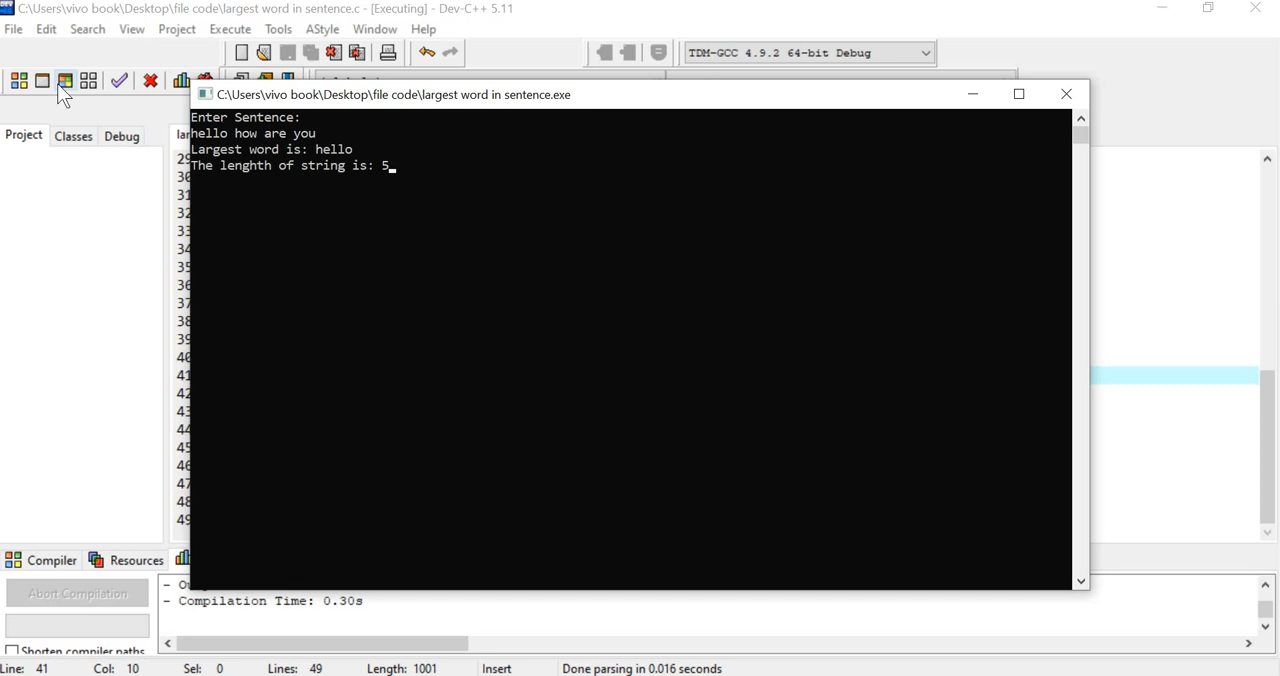 C:\Users\vivo book\Desktop\file code\largest word in sentence.c - [Executing] - Dev-C++ 5.11
File Edit Search View Project Execute Tools AStyle Window Help
TDM-GCC 4.9.2 64-bit Debug
C:\Users\vivo book\Desktop\file code\largest word in sentence.exe
Project Classes Debug
Enter Sentence:
hello how are you
Largest word is: hello
The lenghth of string is: 5
29
30
31
32
33
34
35
36
37
38
39
40
41
42
43
44
45
46
47
48
49
Compiler Resources
Abort Compilation
- Compilation Time: 0.30s
Shorten compiler paths
Line: 41 Col: 10 Sel: 0 Lines: 49 Length: 1001 Insert Done parsing in 0.016 seconds